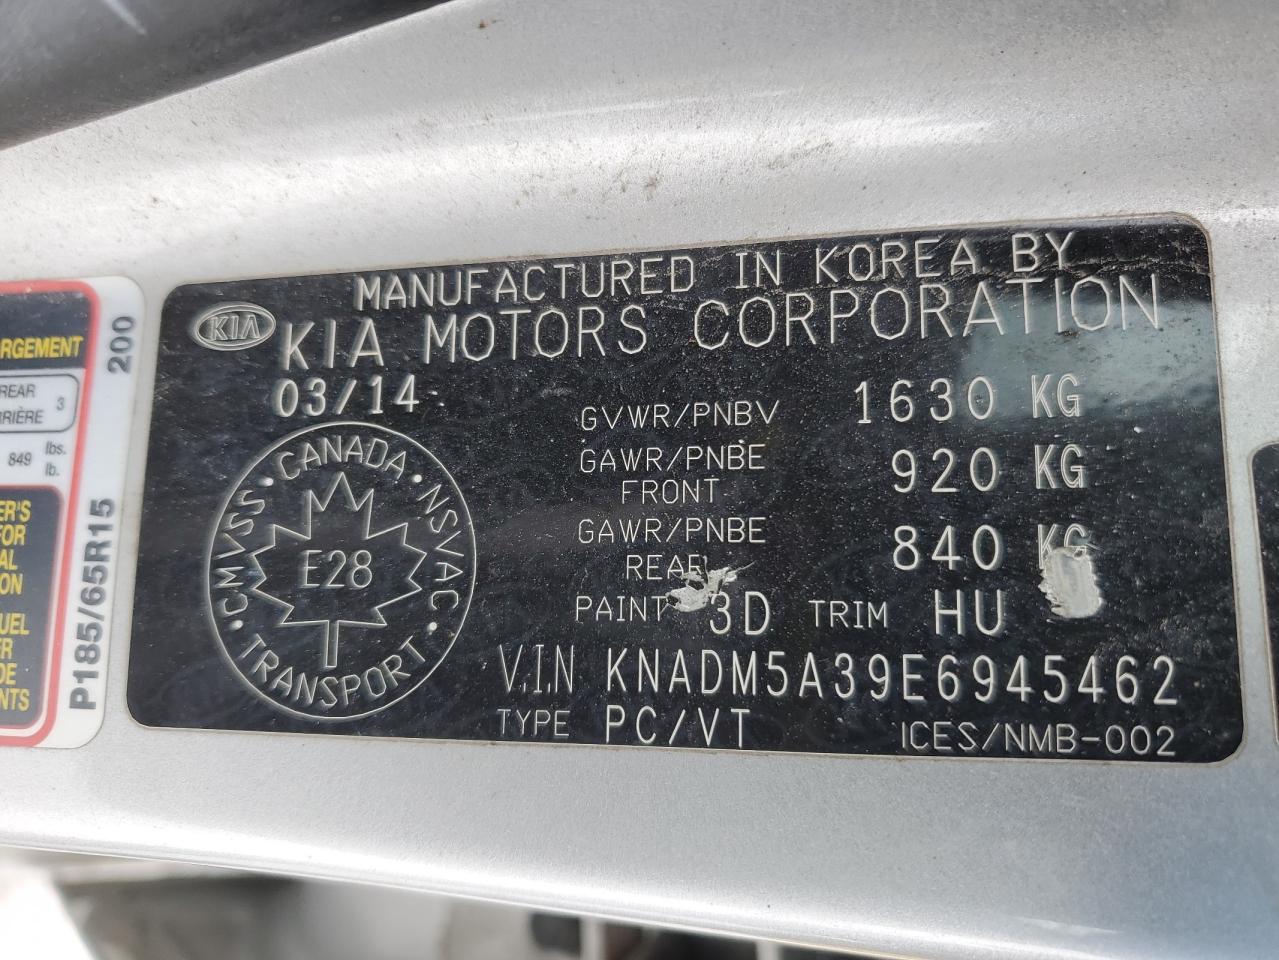 MANUFACTURED IN KOREA BY
KIA
KIA MOTORS CORPORATION
03/14
GVWR/PNBV 1630 KG
GAWR/PNBE FRONT 920 KG
GAWR/PNBE REAR 840 KG
PAINT 3D TRIM HU
V.I.N KNADM5A39E6945462
TYPE PC/VT ICES/NMB-002
CMVSS · CANADA · NSVAC · TRANSPORT
E28
REAR 3
849 lbs.
lb.
200
P185/65R15